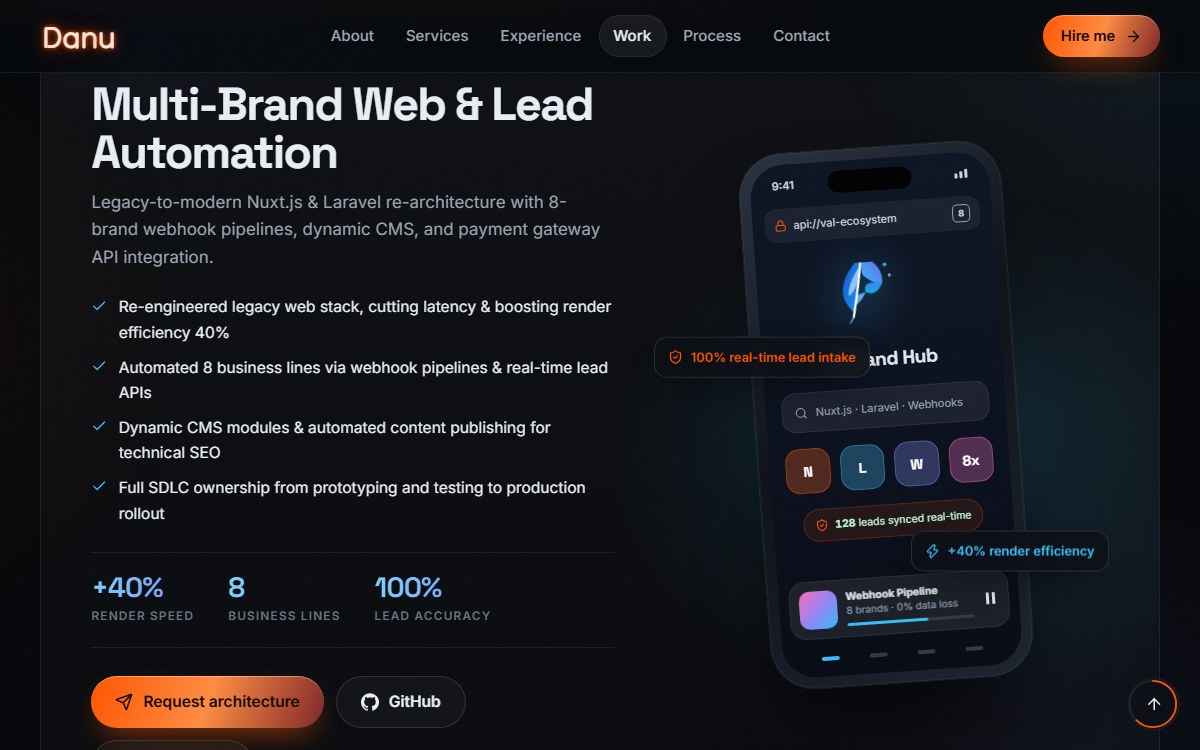 Danu
About
Services
Experience
Work
Process
Contact
Hire me
Multi-Brand Web & Lead
Automation
Legacy-to-modern Nuxt.js & Laravel re-architecture with 8-
brand webhook pipelines, dynamic CMS, and payment gateway
API integration.
Re-engineered legacy web stack, cutting latency & boosting render
efficiency 40%
Automated 8 business lines via webhook pipelines & real-time lead
APIs
Dynamic CMS modules & automated content publishing for
technical SEO
Full SDLC ownership from prototyping and testing to production
rollout
+40%
RENDER SPEED
8
BUSINESS LINES
100%
LEAD ACCURACY
Request architecture
GitHub
9:41
api://val-ecosystem
8
100% real-time lead intake
and Hub
Nuxt.js · Laravel · Webhooks
N
L
W
8x
128 leads synced real-time
+40% render efficiency
Webhook Pipeline
8 brands · 0% data loss